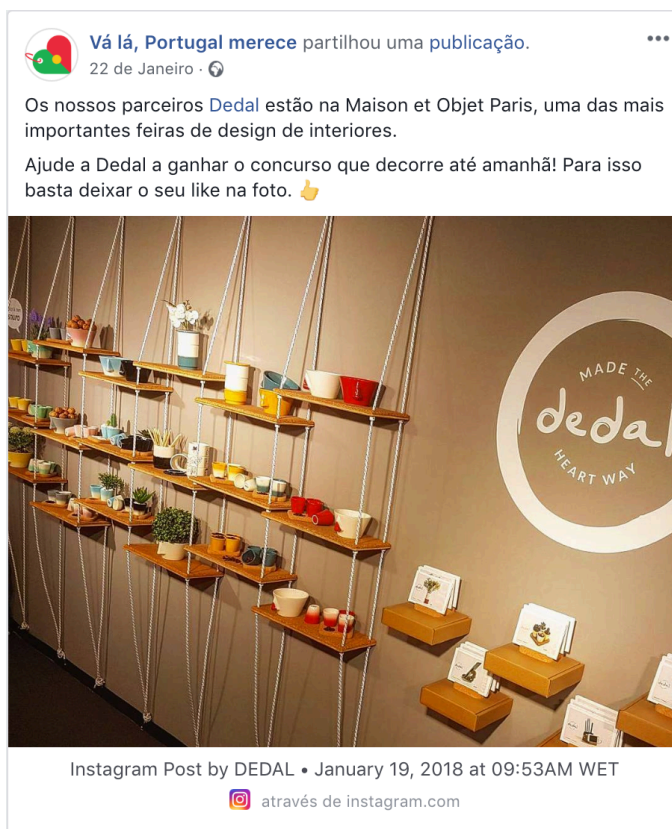 Vá lá, Portugal merece partilhou uma publicação.
22 de Janeiro ·
Os nossos parceiros Dedal estão na Maison et Objet Paris, uma das mais
importantes feiras de design de interiores.
Ajude a Dedal a ganhar o concurso que decorre até amanhã! Para isso
basta deixar o seu like na foto. 👍
MADE THE
dedal
HEART WAY
Instagram Post by DEDAL • January 19, 2018 at 09:53AM WET
através de instagram.com